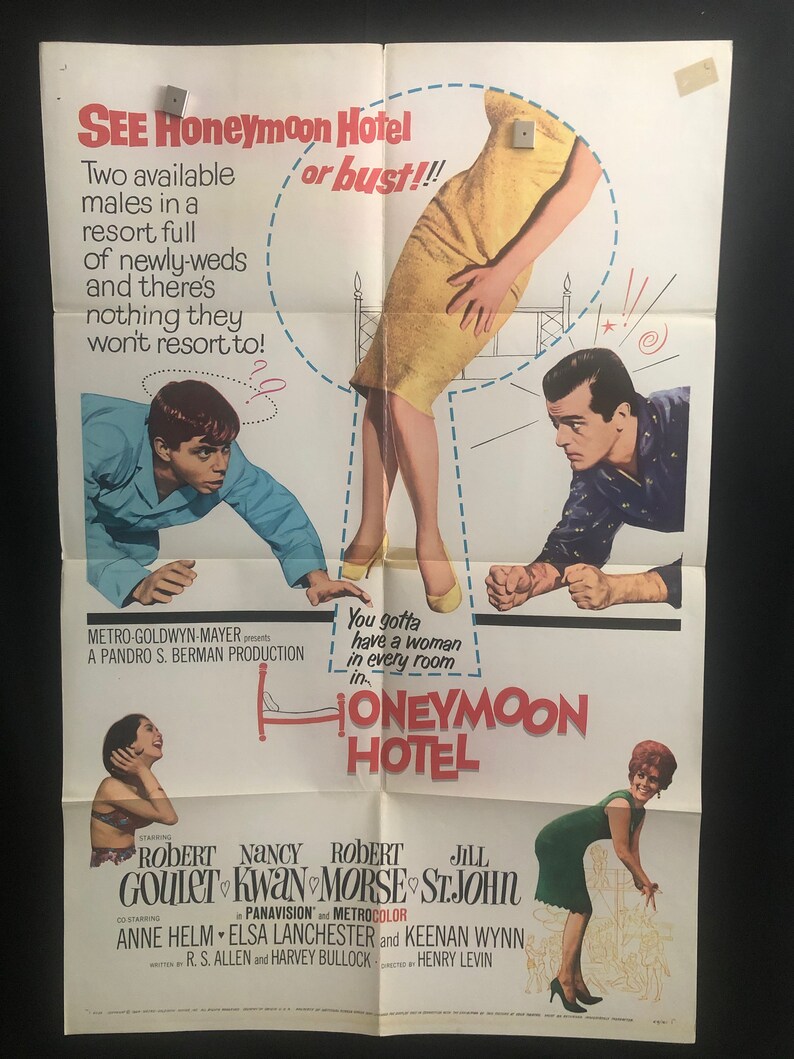 SEE Honeymoon Hotel
or bust!!!
Two available
males in a
resort full
of newly-weds
and there's
nothing they
won't resort to!
??
!!
METRO-GOLDWYN-MAYER presents
A PANDRO S. BERMAN PRODUCTION
You gotta
have a woman
in every room
in..
HONEYMOON
HOTEL
STARRING
ROBERT GOULET ♡ NANCY KWAN ♡ ROBERT MORSE ♡ JILL ST.JOHN
in PANAVISION® and METROCOLOR
CO-STARRING
ANNE HELM ♥ ELSA LANCHESTER and KEENAN WYNN
WRITTEN BY R. S. ALLEN and HARVEY BULLOCK · DIRECTED BY HENRY LEVIN